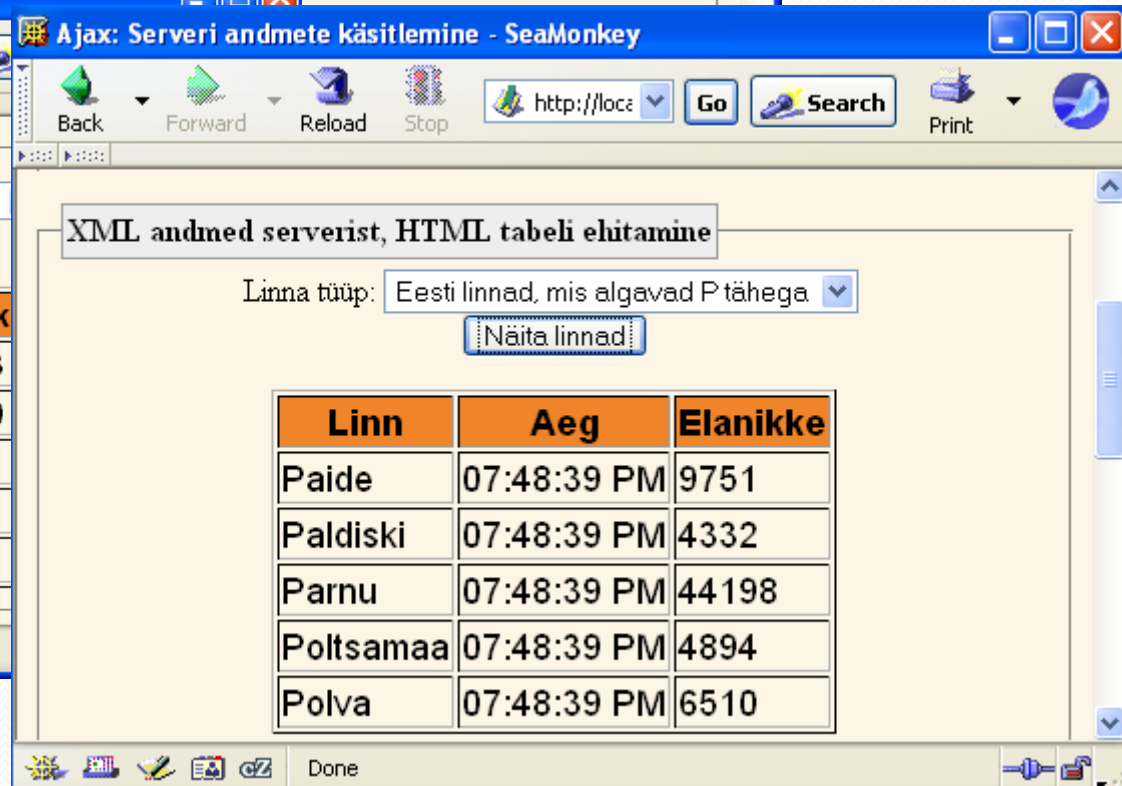 Ajax: Serveri andmete käsitlemine - SeaMonkey
Back Forward Reload Stop http://loca Go Search Print
XML andmed serverist, HTML tabeli ehitamine
Linna tüüp: Eesti linnad, mis algavad P tähega
Näita linnad
Linn Aeg Elanikke
Paide 07:48:39 PM 9751
Paldiski 07:48:39 PM 4332
Parnu 07:48:39 PM 44198
Poltsamaa 07:48:39 PM 4894
Polva 07:48:39 PM 6510
Done